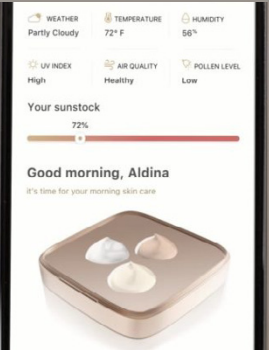 WEATHER TEMPERATURE HUMIDITY
Partly Cloudy 72° F 56%
UV INDEX AIR QUALITY POLLEN LEVEL
High Healthy Low
Your sunstock
72%
Good morning, Aldina
it's time for your morning skin care